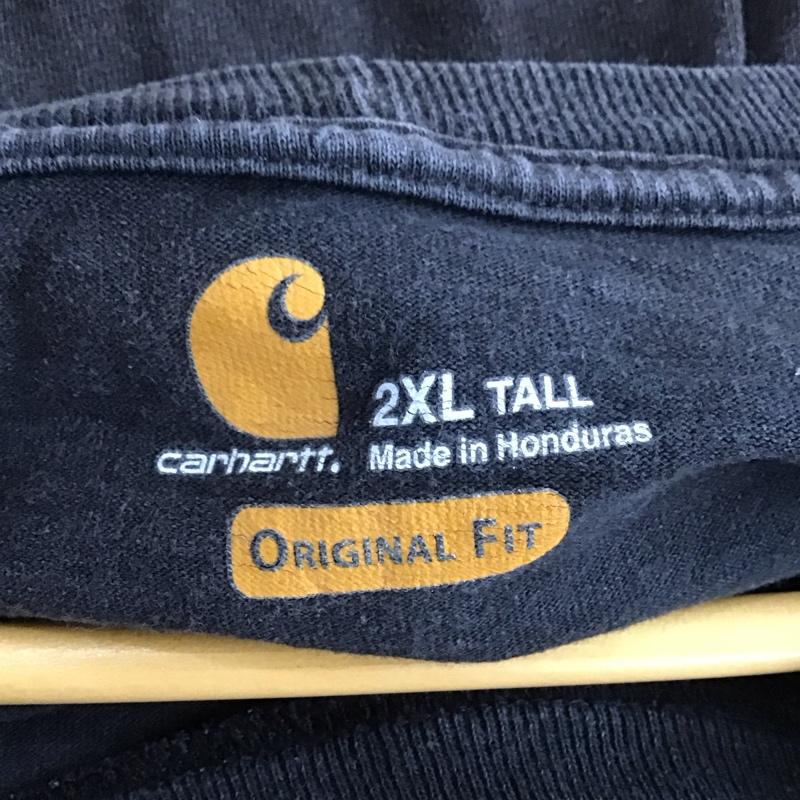 2XL TALL
carhartt.
Made in Honduras
ORIGINAL FIT